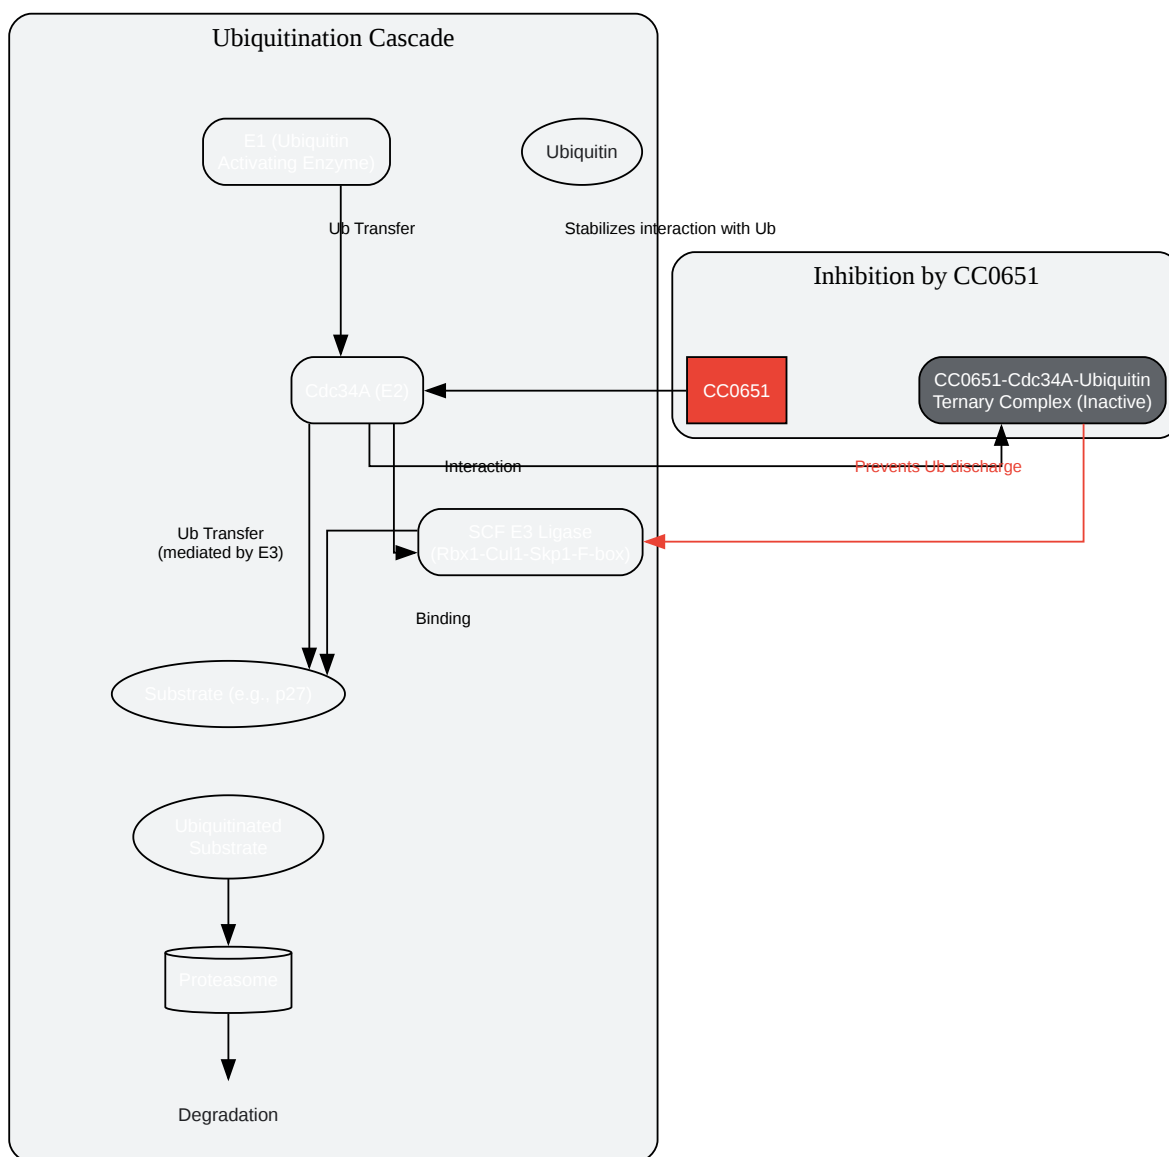 Ubiquitination Cascade
E1 (Ubiquitin
Activating Enzyme)
Ubiquitin
Ub Transfer
Stabilizes interaction with Ub
Inhibition by CC0651
Cdc34A (E2)
CC0651
CC0651-Cdc34A-Ubiquitin
Ternary Complex (Inactive)
Interaction
Prevents Ub discharge
Ub Transfer
(mediated by E3)
SCF E3 Ligase
(Rbx1-Cul1-Skp1-F-box)
Binding
Substrate (e.g., p27)
Ubiquitinated
Substrate
Proteasome
Degradation